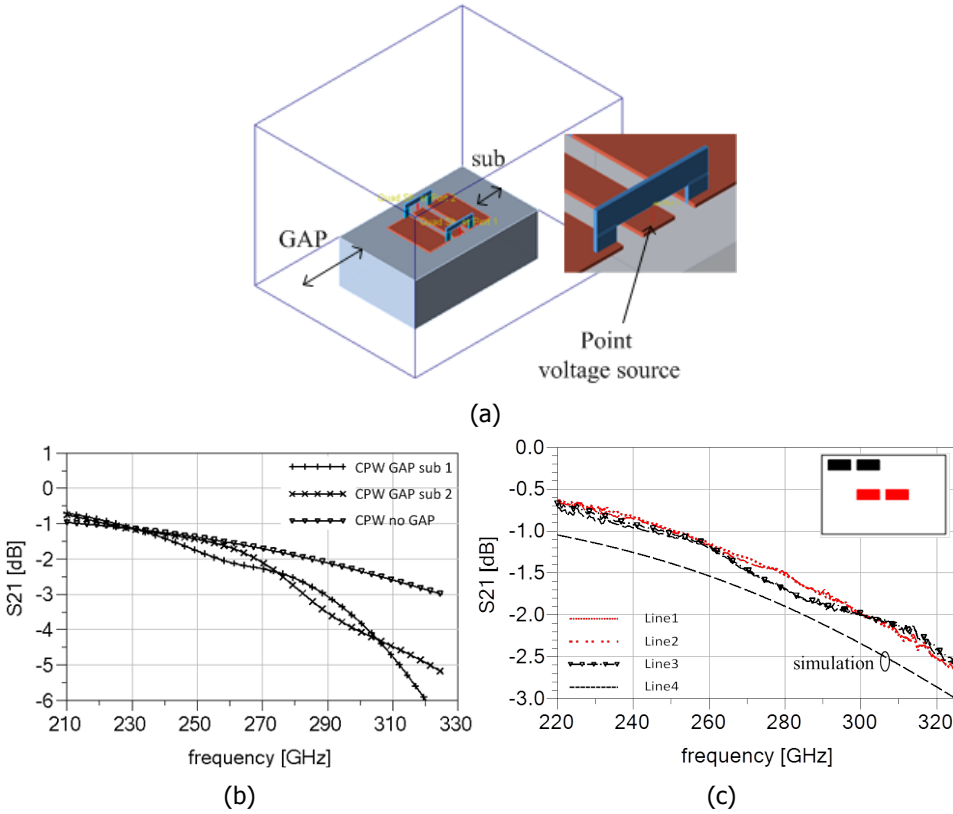 sub
GAP
Point
voltage source
(a)
1
0
-1
-2
-3
-4
-5
-6
S21 [dB]
CPW GAP sub 1
CPW GAP sub 2
CPW no GAP
210 230 250 270 290 310 330
frequency [GHz]
(b)
0.0
-0.5
-1.0
-1.5
-2.0
-2.5
-3.0
S21 [dB]
Line1
Line2
Line3
Line4
simulation
220 240 260 280 300 320
frequency [GHz]
(c)